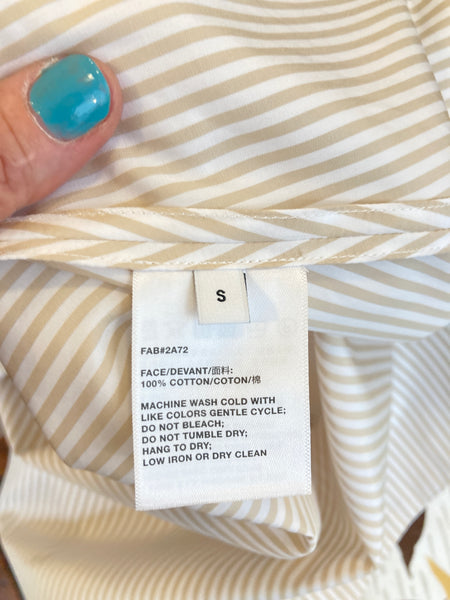 S
FAB#2A72
FACE/DEVANT/面料:
100% COTTON/COTON/棉
MACHINE WASH COLD WITH
LIKE COLORS GENTLE CYCLE;
DO NOT BLEACH;
DO NOT TUMBLE DRY;
HANG TO DRY;
LOW IRON OR DRY CLEAN